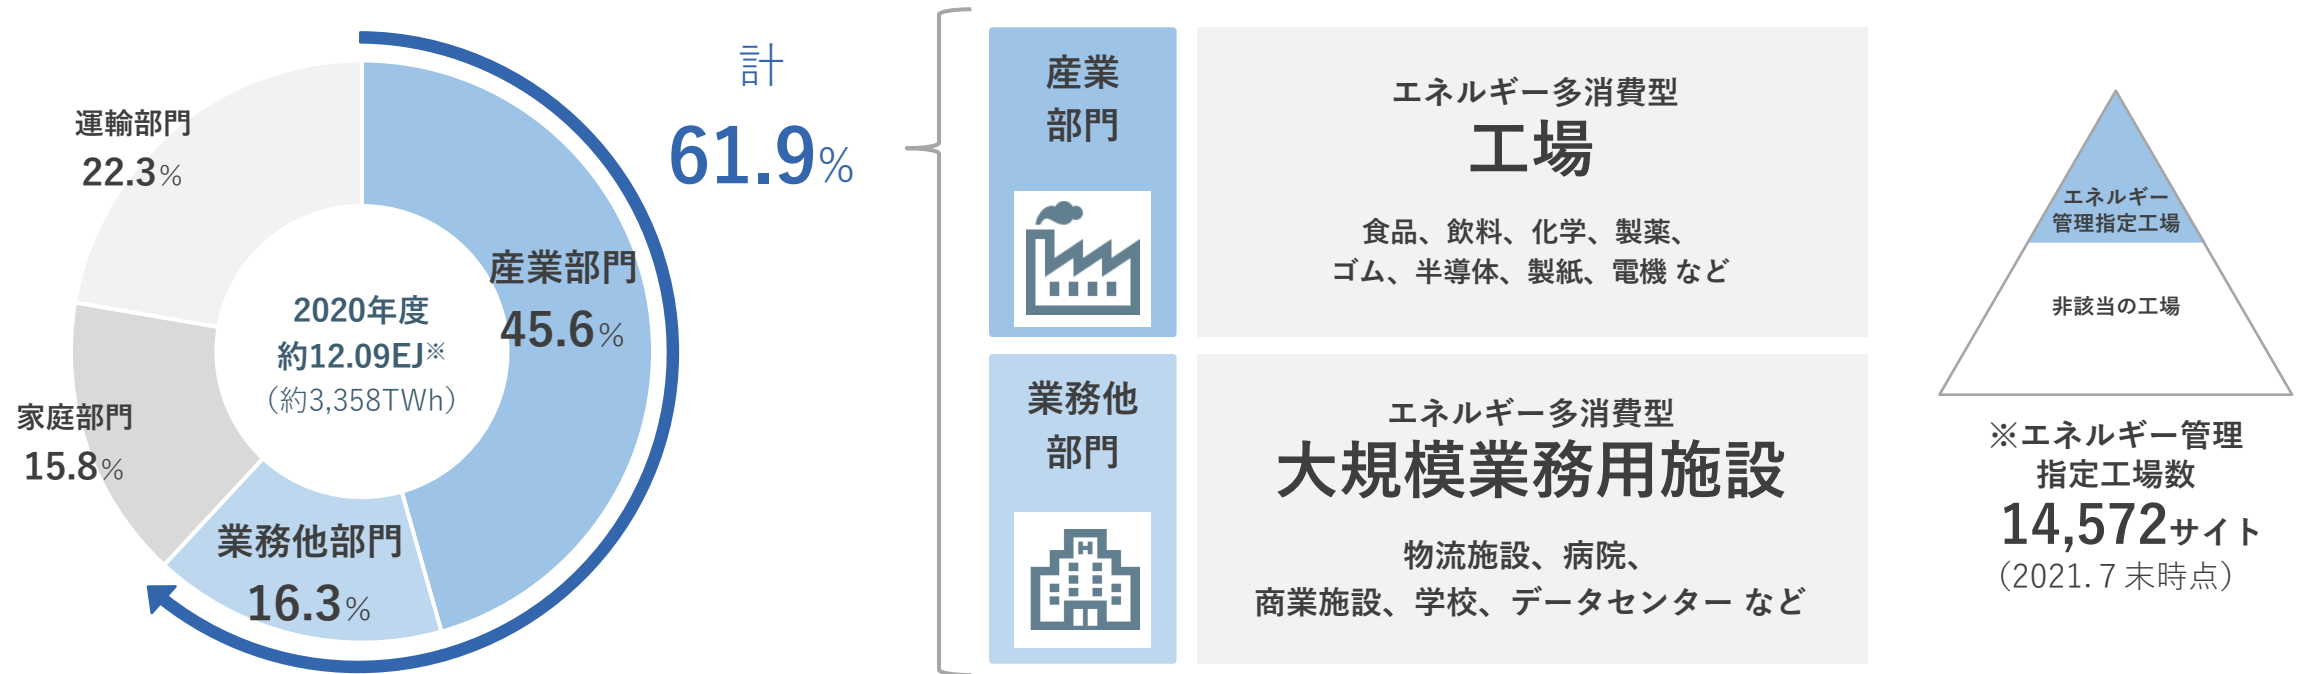 運輸部門
22.3%
家庭部門
15.8%
2020年度
約12.09EJ※
(約3,358TWh)
産業部門
45.6%
業務他部門
16.3%
計
61.9%
産業
部門
エネルギー多消費型
工場
食品、飲料、化学、製薬、
ゴム、半導体、製紙、電機 など
業務他
部門
H
エネルギー多消費型
大規模業務用施設
物流施設、病院、
商業施設、学校、データセンター など
エネルギー
管理指定工場
非該当の工場
※エネルギー管理
指定工場数
14,572サイト
(2021.7末時点)